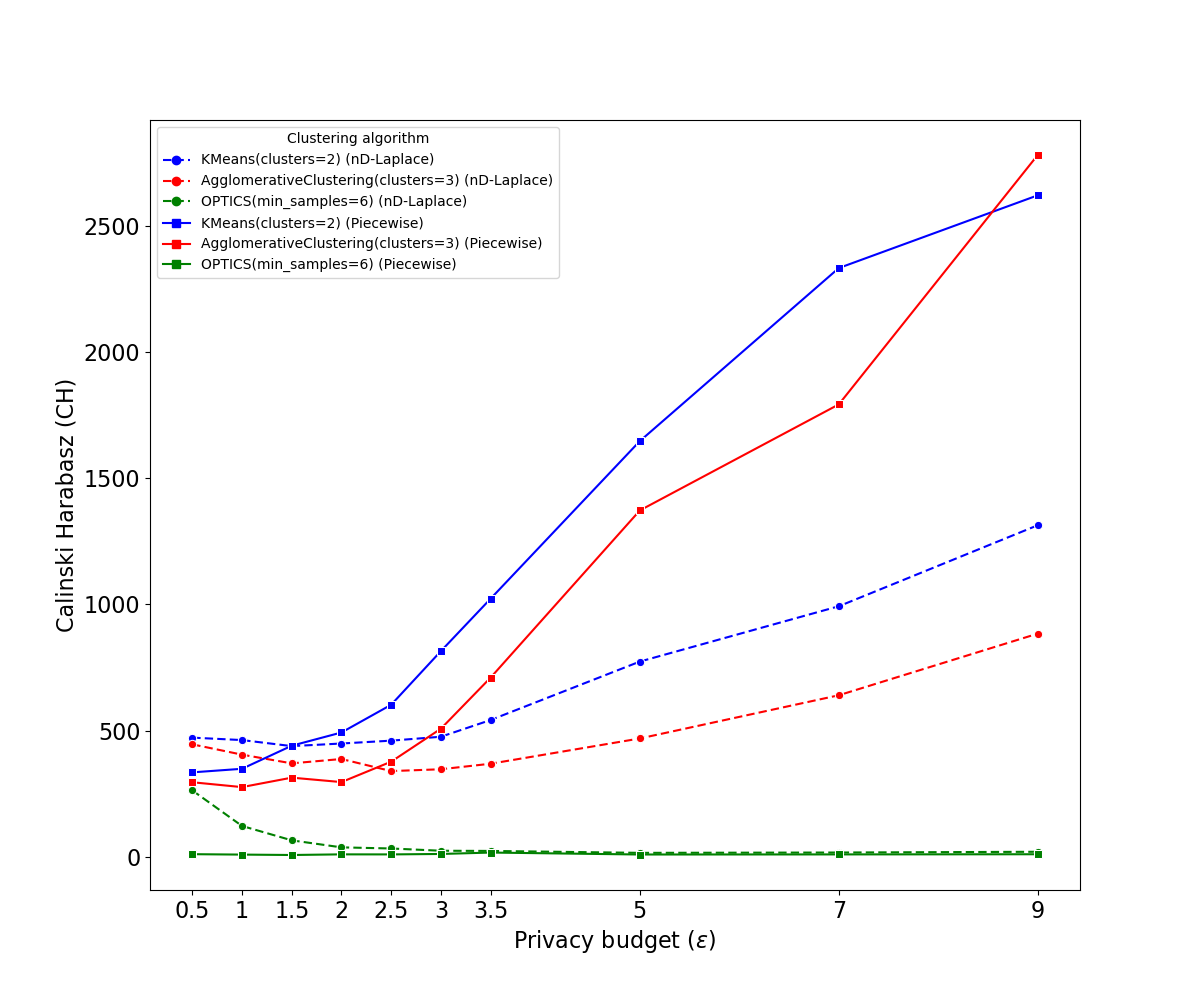 Clustering algorithm
KMeans(clusters=2) (nD-Laplace)
AgglomerativeClustering(clusters=3) (nD-Laplace)
OPTICS(min_samples=6) (nD-Laplace)
KMeans(clusters=2) (Piecewise)
AgglomerativeClustering(clusters=3) (Piecewise)
OPTICS(min_samples=6) (Piecewise)
Calinski Harabasz (CH)
2500
2000
1500
1000
500
0
0.5 1 1.5 2 2.5 3 3.5 5 7 9
Privacy budget (ε)